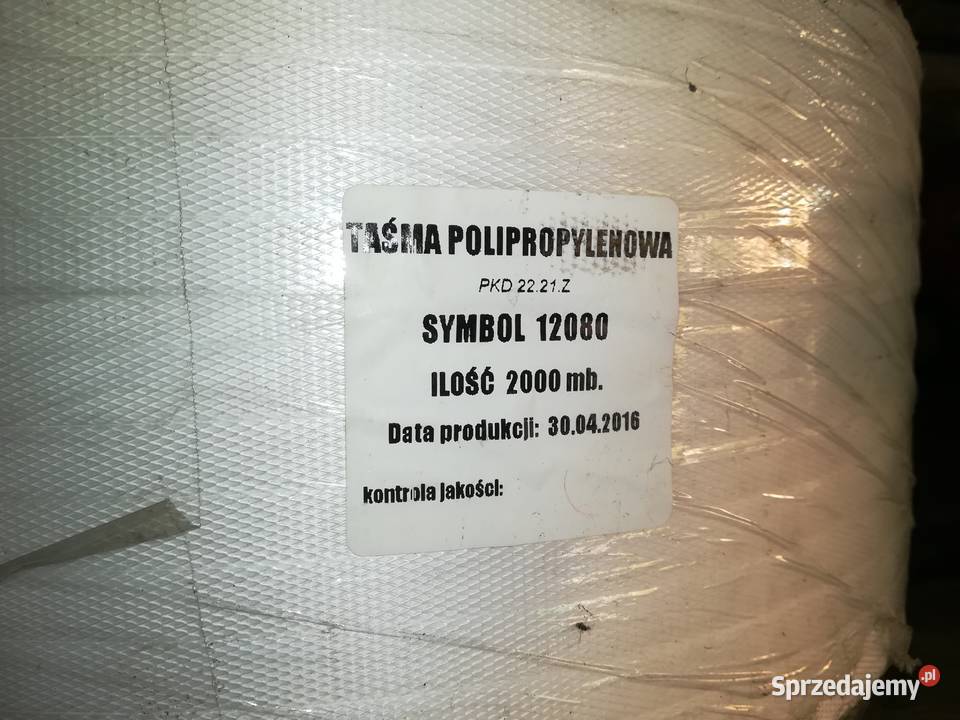 TAŚMA POLIPROPYLENOWA
PKD 22.21.Z
SYMBOL 12080
ILOŚĆ 2000 mb.
Data produkcji: 30.04.2016
kontrola jakości:
Sprzedajemy.pl